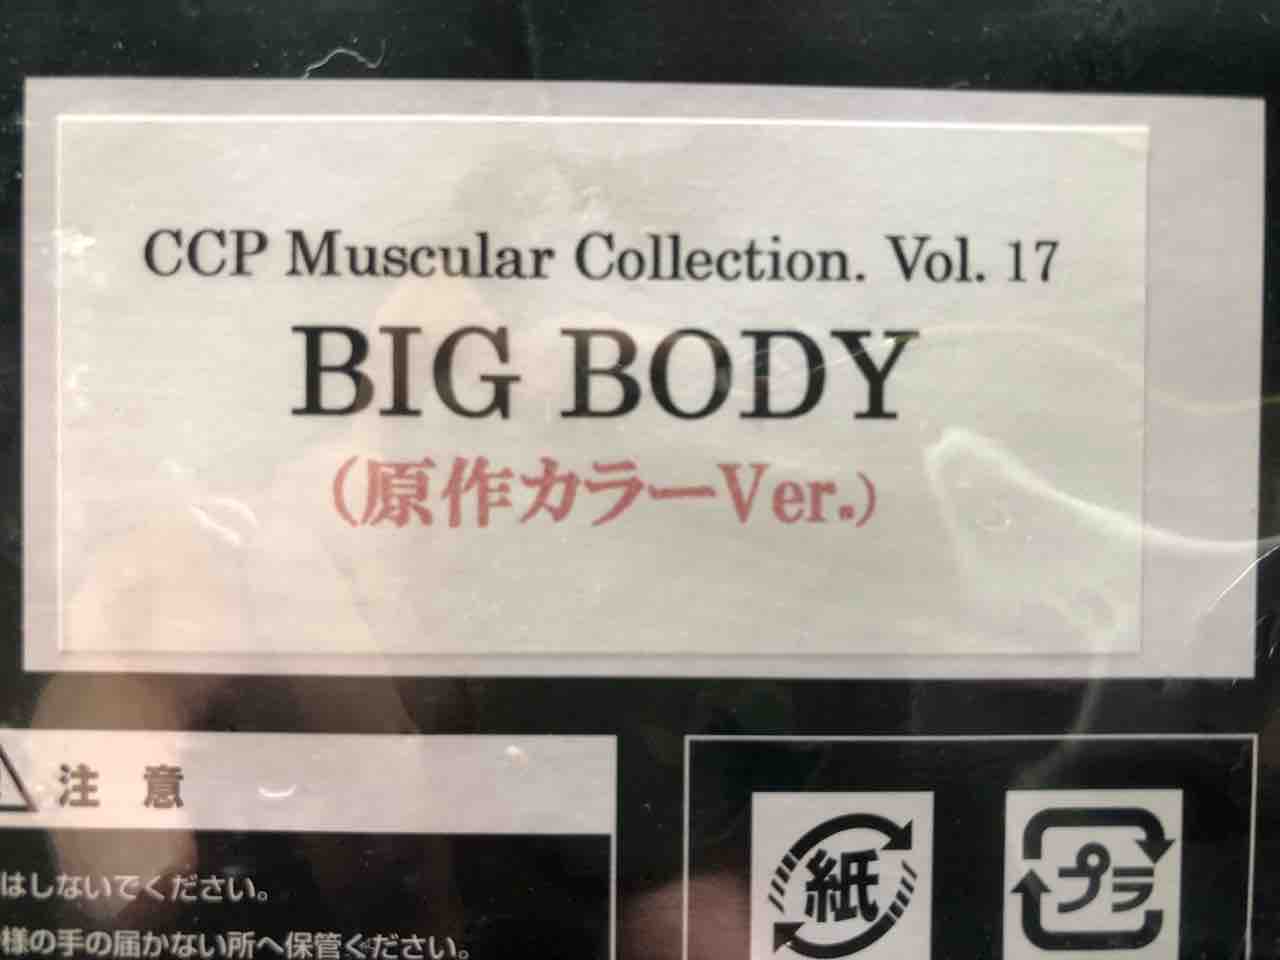 CCP Muscular Collection. Vol. 17
BIG BODY
(原作カラーVer.)
注 意
はしないでください。
様の手の届かない所へ保管ください。
紙
プラ